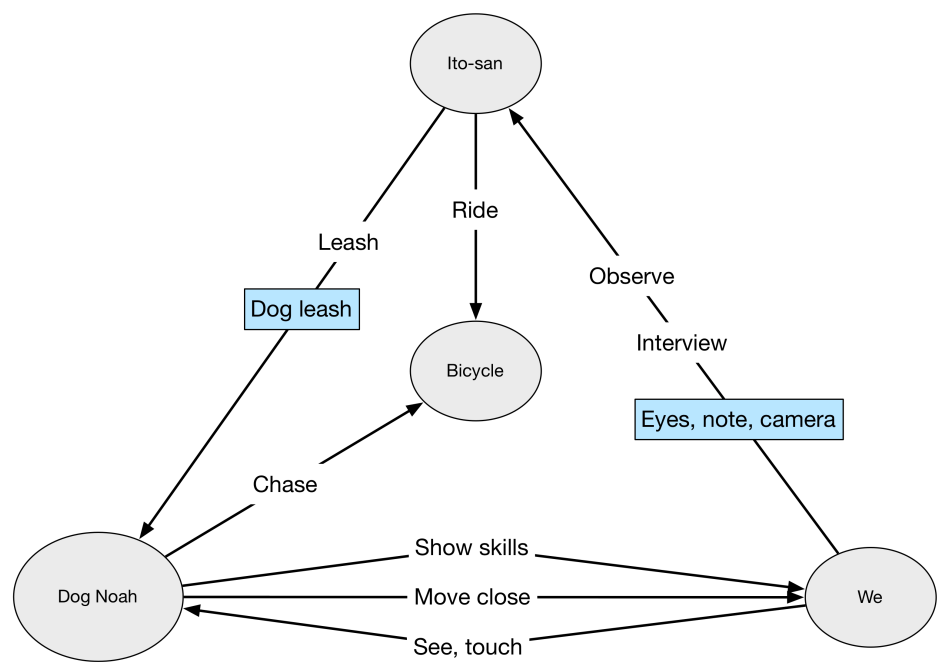 Ito-san
Ride
Leash
Observe
Dog leash
Interview
Bicycle
Eyes, note, camera
Chase
Show skills
Dog Noah
Move close
We
See, touch